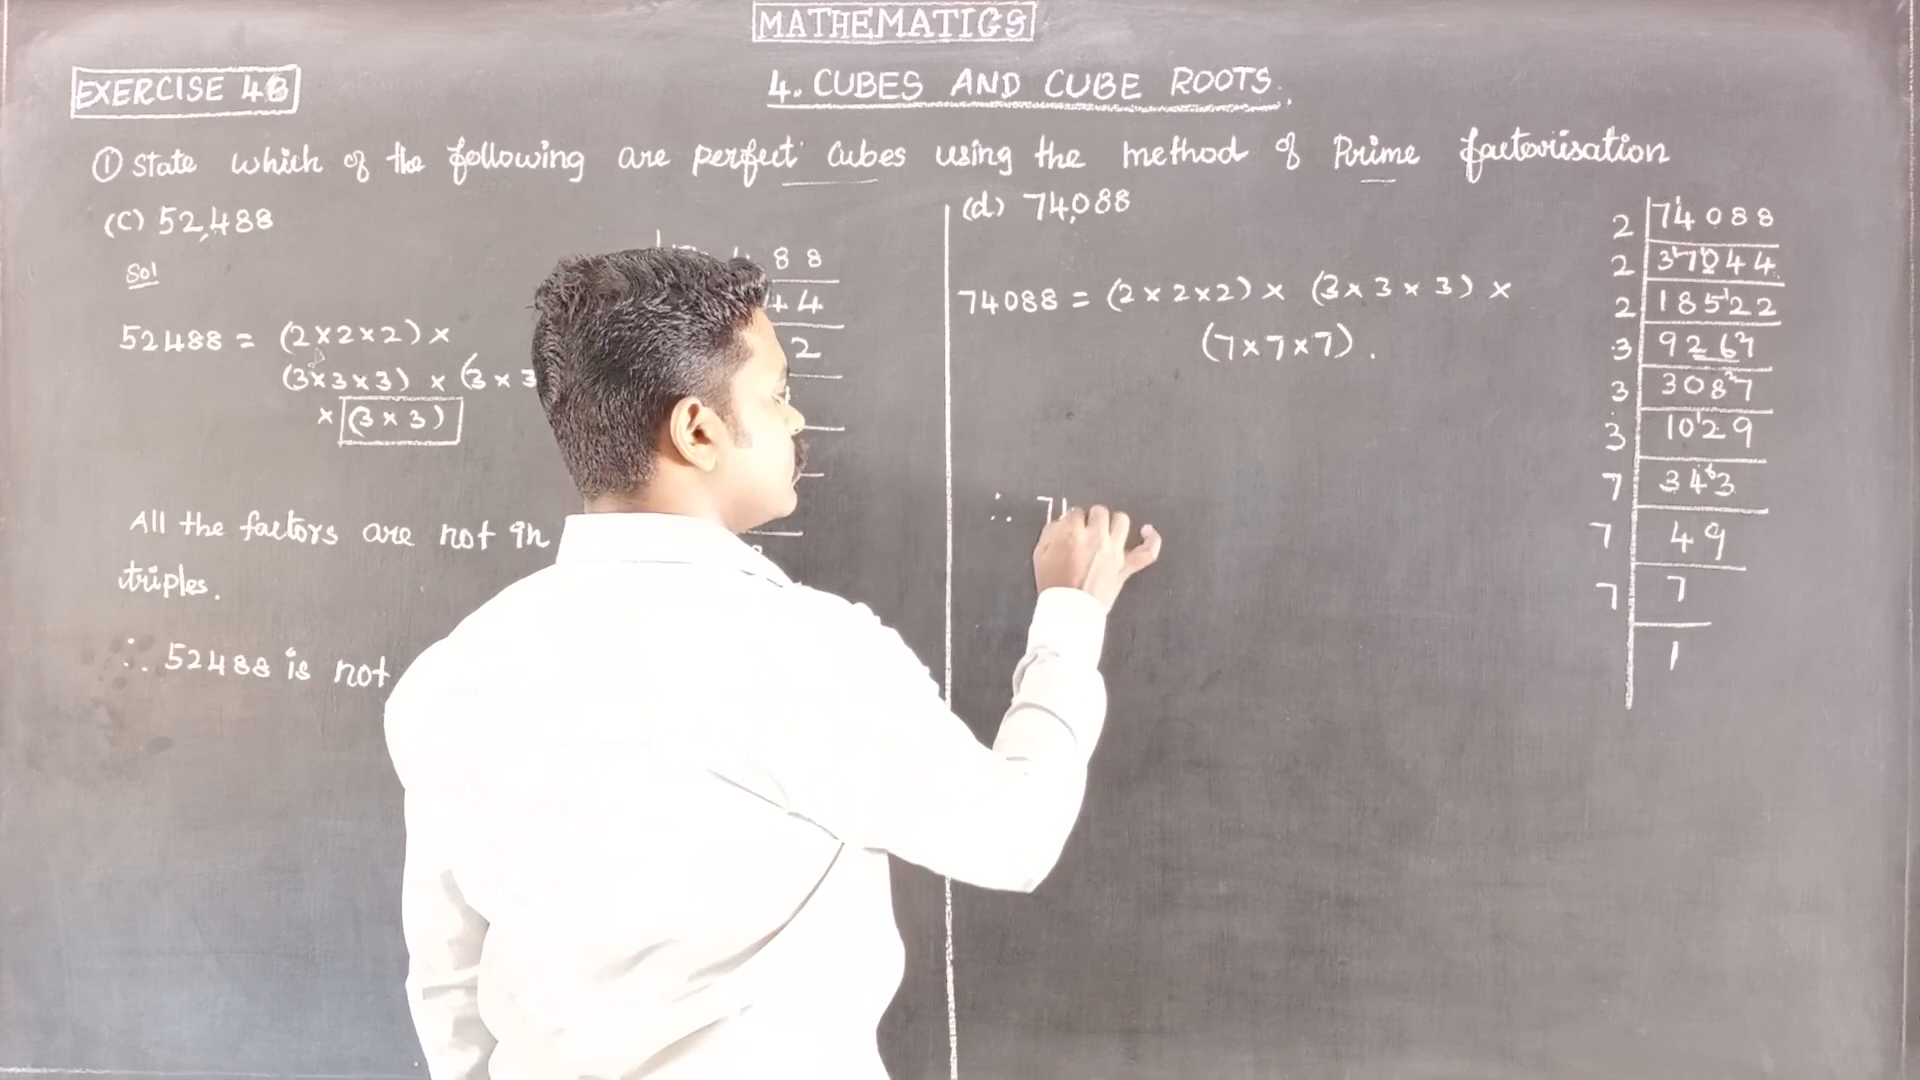 MATHEMATICS
EXERCISE 4B
4. CUBES AND CUBE ROOTS.
① State which of the following are perfect cubes using the method of Prime factorisation
(C) 52,488
Sol
52488 = (2×2×2) ×
(3×3×3) × (3×3
× (3×3)
All the factors are not in
triples.
∴ 52488 is not
88
44
2
(d) 74,088
74088 = (2×2×2) × (3×3×3) ×
(7×7×7).
∴ 74
2 74088
2 37044
2 18522
3 9261
3 3087
3 1029
7 343
7 49
7 7
1